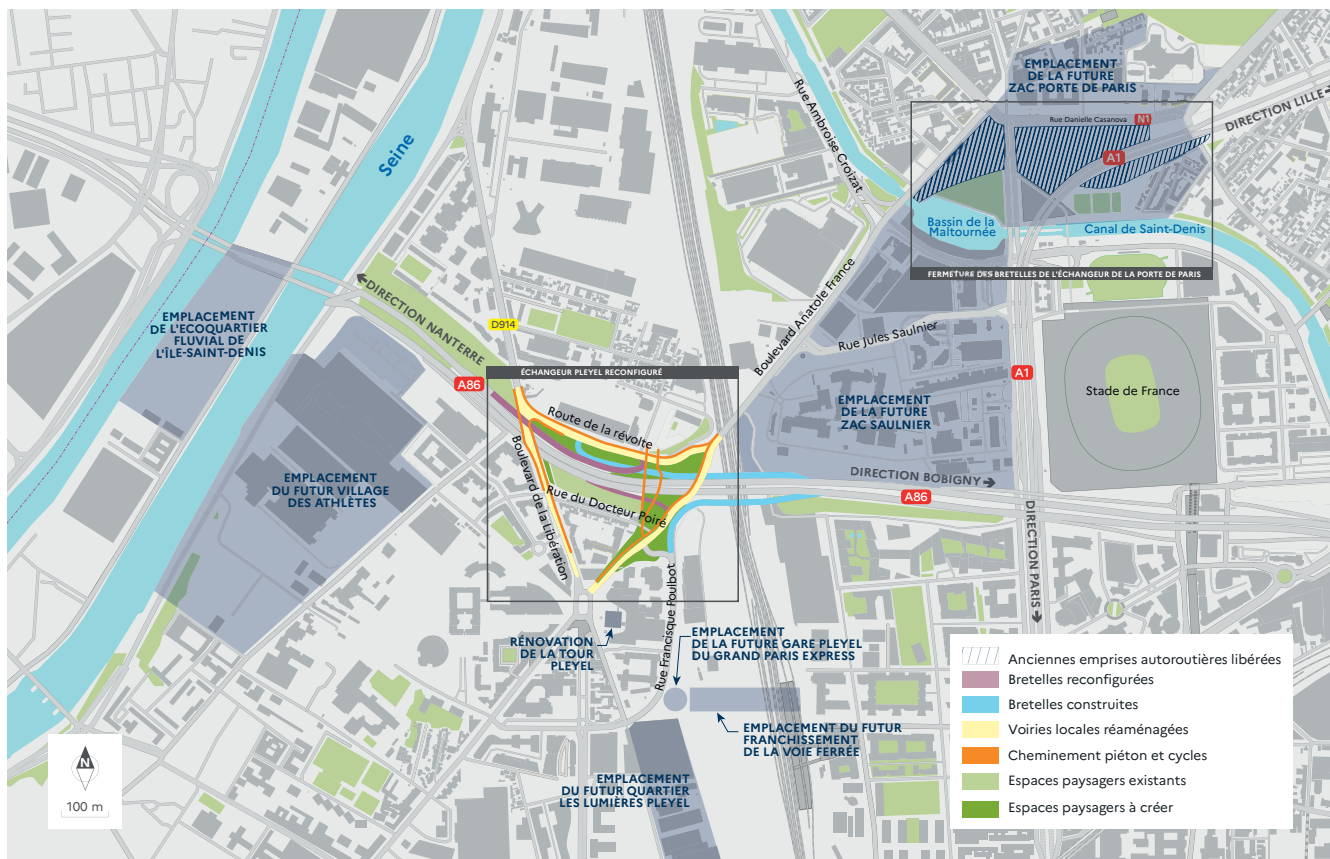 EMPLACEMENT
DE LA FUTURE
ZAC PORTE DE PARIS
Rue Danielle Casanova
N1
DIRECTION LILLE
A1
Rue Ambroise Croizat
Seine
Bassin de la
Maltournée
Canal de Saint-Denis
FERMETURE DES BRETELLES DE L'ÉCHANGEUR DE LA PORTE DE PARIS
DIRECTION NANTERRE
EMPLACEMENT
DE L'ECOQUARTIER
FLUVIAL DE
L'ÎLE-SAINT-DENIS
D914
Boulevard Anatole France
Rue Jules Saulnier
A86
ÉCHANGEUR PLEYEL RECONFIGURÉ
A1
Stade de France
EMPLACEMENT
DE LA FUTURE
ZAC SAULNIER
Route de la révolte
Boulevard de la Libération
Rue du Docteur Poiré
DIRECTION BOBIGNY
A86
EMPLACEMENT
DU FUTUR VILLAGE
DES ATHLÈTES
DIRECTION PARIS
Rue Francisque Poulbot
RÉNOVATION
DE LA TOUR
PLEYEL
EMPLACEMENT
DE LA FUTURE GARE PLEYEL
DU GRAND PARIS EXPRESS
EMPLACEMENT DU FUTUR
FRANCHISSEMENT
DE LA VOIE FERRÉE
EMPLACEMENT
DU FUTUR QUARTIER
LES LUMIÈRES PLEYEL
N
100 m
Anciennes emprises autoroutières libérées
Bretelles reconfigurées
Bretelles construites
Voiries locales réaménagées
Cheminement piéton et cycles
Espaces paysagers existants
Espaces paysagers à créer